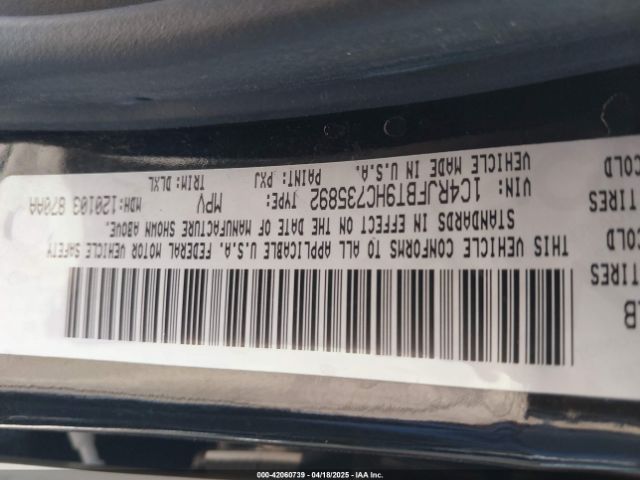 THIS VEHICLE CONFORMS TO ALL APPLICABLE U.S.A. FEDERAL MOTOR VEHICLE SAFETY
STANDARDS IN EFFECT ON THE DATE OF MANUFACTURE SHOWN ABOVE.
VIN: 1C4RJFBT9HC735892 TYPE: MPV MDH: 120103 870AA
VEHICLE MADE IN U.S.A. PAINT: PXJ TRIM: DLXL
LB
TIRES
COLD
TIRES
COLD
000-42060739 - 04/18/2025 - IAA Inc.